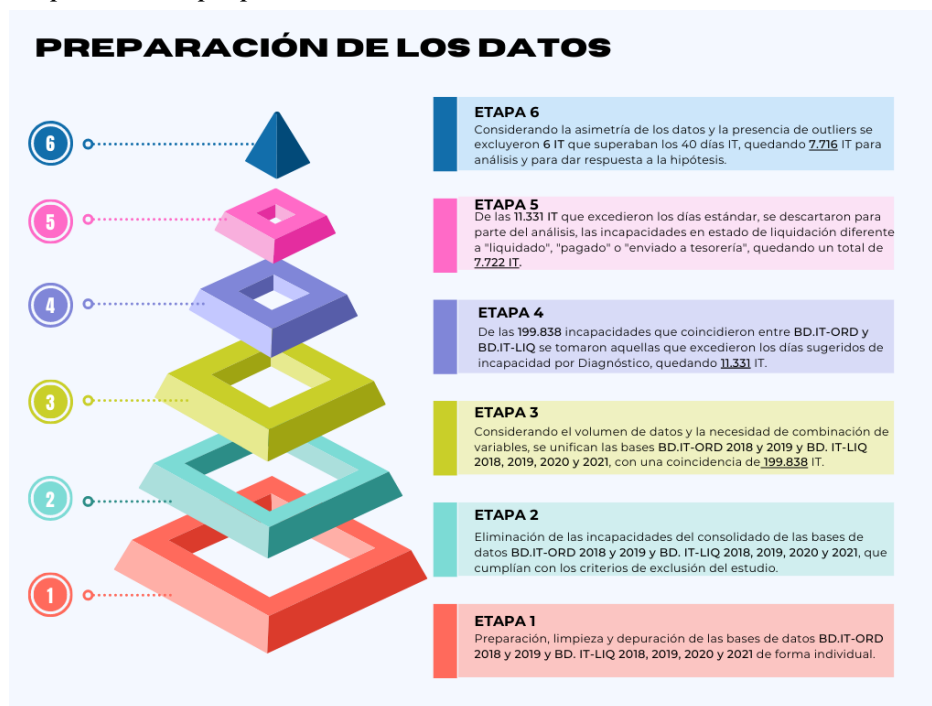 PREPARACIÓN DE LOS DATOS
6
ETAPA 6
Considerando la asimetría de los datos y la presencia de outliers se
excluyeron 6 IT que superaban los 40 días IT, quedando 7.716 IT para
análisis y para dar respuesta a la hipótesis.
5
ETAPA 5
De las 11.331 IT que excedieron los días estándar, se descartaron para
parte del análisis, las incapacidades en estado de liquidación diferente
a "liquidado", "pagado" o "enviado a tesorería", quedando un total de
7.722 IT.
4
ETAPA 4
De las 199.838 incapacidades que coincidieron entre BD.IT-ORD y
BD.IT-LIQ se tomaron aquellas que excedieron los días sugeridos de
incapacidad por Diagnóstico, quedando 11.331 IT.
3
ETAPA 3
Considerando el volumen de datos y la necesidad de combinación de
variables, se unifican las bases BD.IT-ORD 2018 y 2019 y BD. IT-LIQ
2018, 2019, 2020 y 2021, con una coincidencia de 199.838 IT.
2
ETAPA 2
Eliminación de las incapacidades del consolidado de las bases de
datos BD.IT-ORD 2018 y 2019 y BD. IT-LIQ 2018, 2019, 2020 y 2021, que
cumplían con los criterios de exclusión del estudio.
1
ETAPA 1
Preparación, limpieza y depuración de las bases de datos BD.IT-ORD
2018 y 2019 y BD. IT-LIQ 2018, 2019, 2020 y 2021 de forma individual.